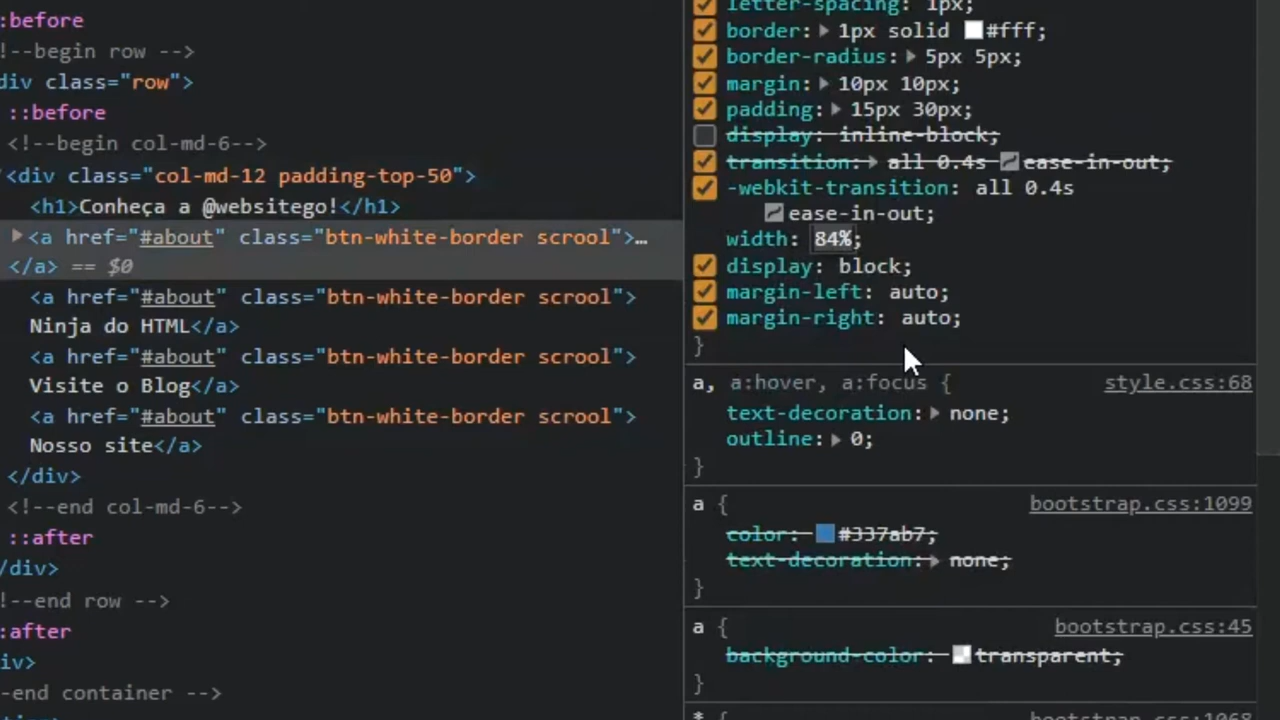 :before
!--begin row -->
div class="row">
::before
<!--begin col-md-6-->
<div class="col-md-12 padding-top-50">
<h1>Conheça a @websitego!</h1>
<a href="#about" class="btn-white-border scrool">…
</a> == $0
<a href="#about" class="btn-white-border scrool">
Ninja do HTML</a>
<a href="#about" class="btn-white-border scrool">
Visite o Blog</a>
<a href="#about" class="btn-white-border scrool">
Nosso site</a>
</div>
<!--end col-md-6-->
::after
/div>
!--end row -->
:after
iv>
-end container -->
letter-spacing: 1px;
border: 1px solid #fff;
border-radius: 5px 5px;
margin: 10px 10px;
padding: 15px 30px;
display: inline-block;
transition: all 0.4s ease-in-out;
-webkit-transition: all 0.4s
ease-in-out;
width: 84%;
display: block;
margin-left: auto;
margin-right: auto;
}
a, a:hover, a:focus { style.css:68
text-decoration: none;
outline: 0;
}
a { bootstrap.css:1099
color: #337ab7;
text-decoration: none;
}
a { bootstrap.css:45
background-color: transparent;
}
* { bootstrap.css:1068